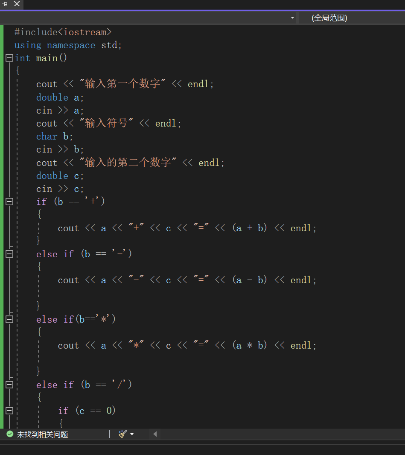 (全局范围)
#include<iostream>
using namespace std;
int main()
{
cout << "输入第一个数字" << endl;
double a;
cin >> a;
cout << "输入符号" << endl;
char b;
cin >> b;
cout << "输入的第二个数字" << endl;
double c;
cin >> c;
if (b == '+')
{
cout << a << "+" << c << "=" << (a + b) << endl;
}
else if (b == '-')
{
cout << a << "-" << c << "=" << (a - b) << endl;
}
else if(b=='*')
{
cout << a << "*" << c << "=" << (a * b) << endl;
}
else if (b == '/')
{
if (c == 0)
{
未找到相关问题